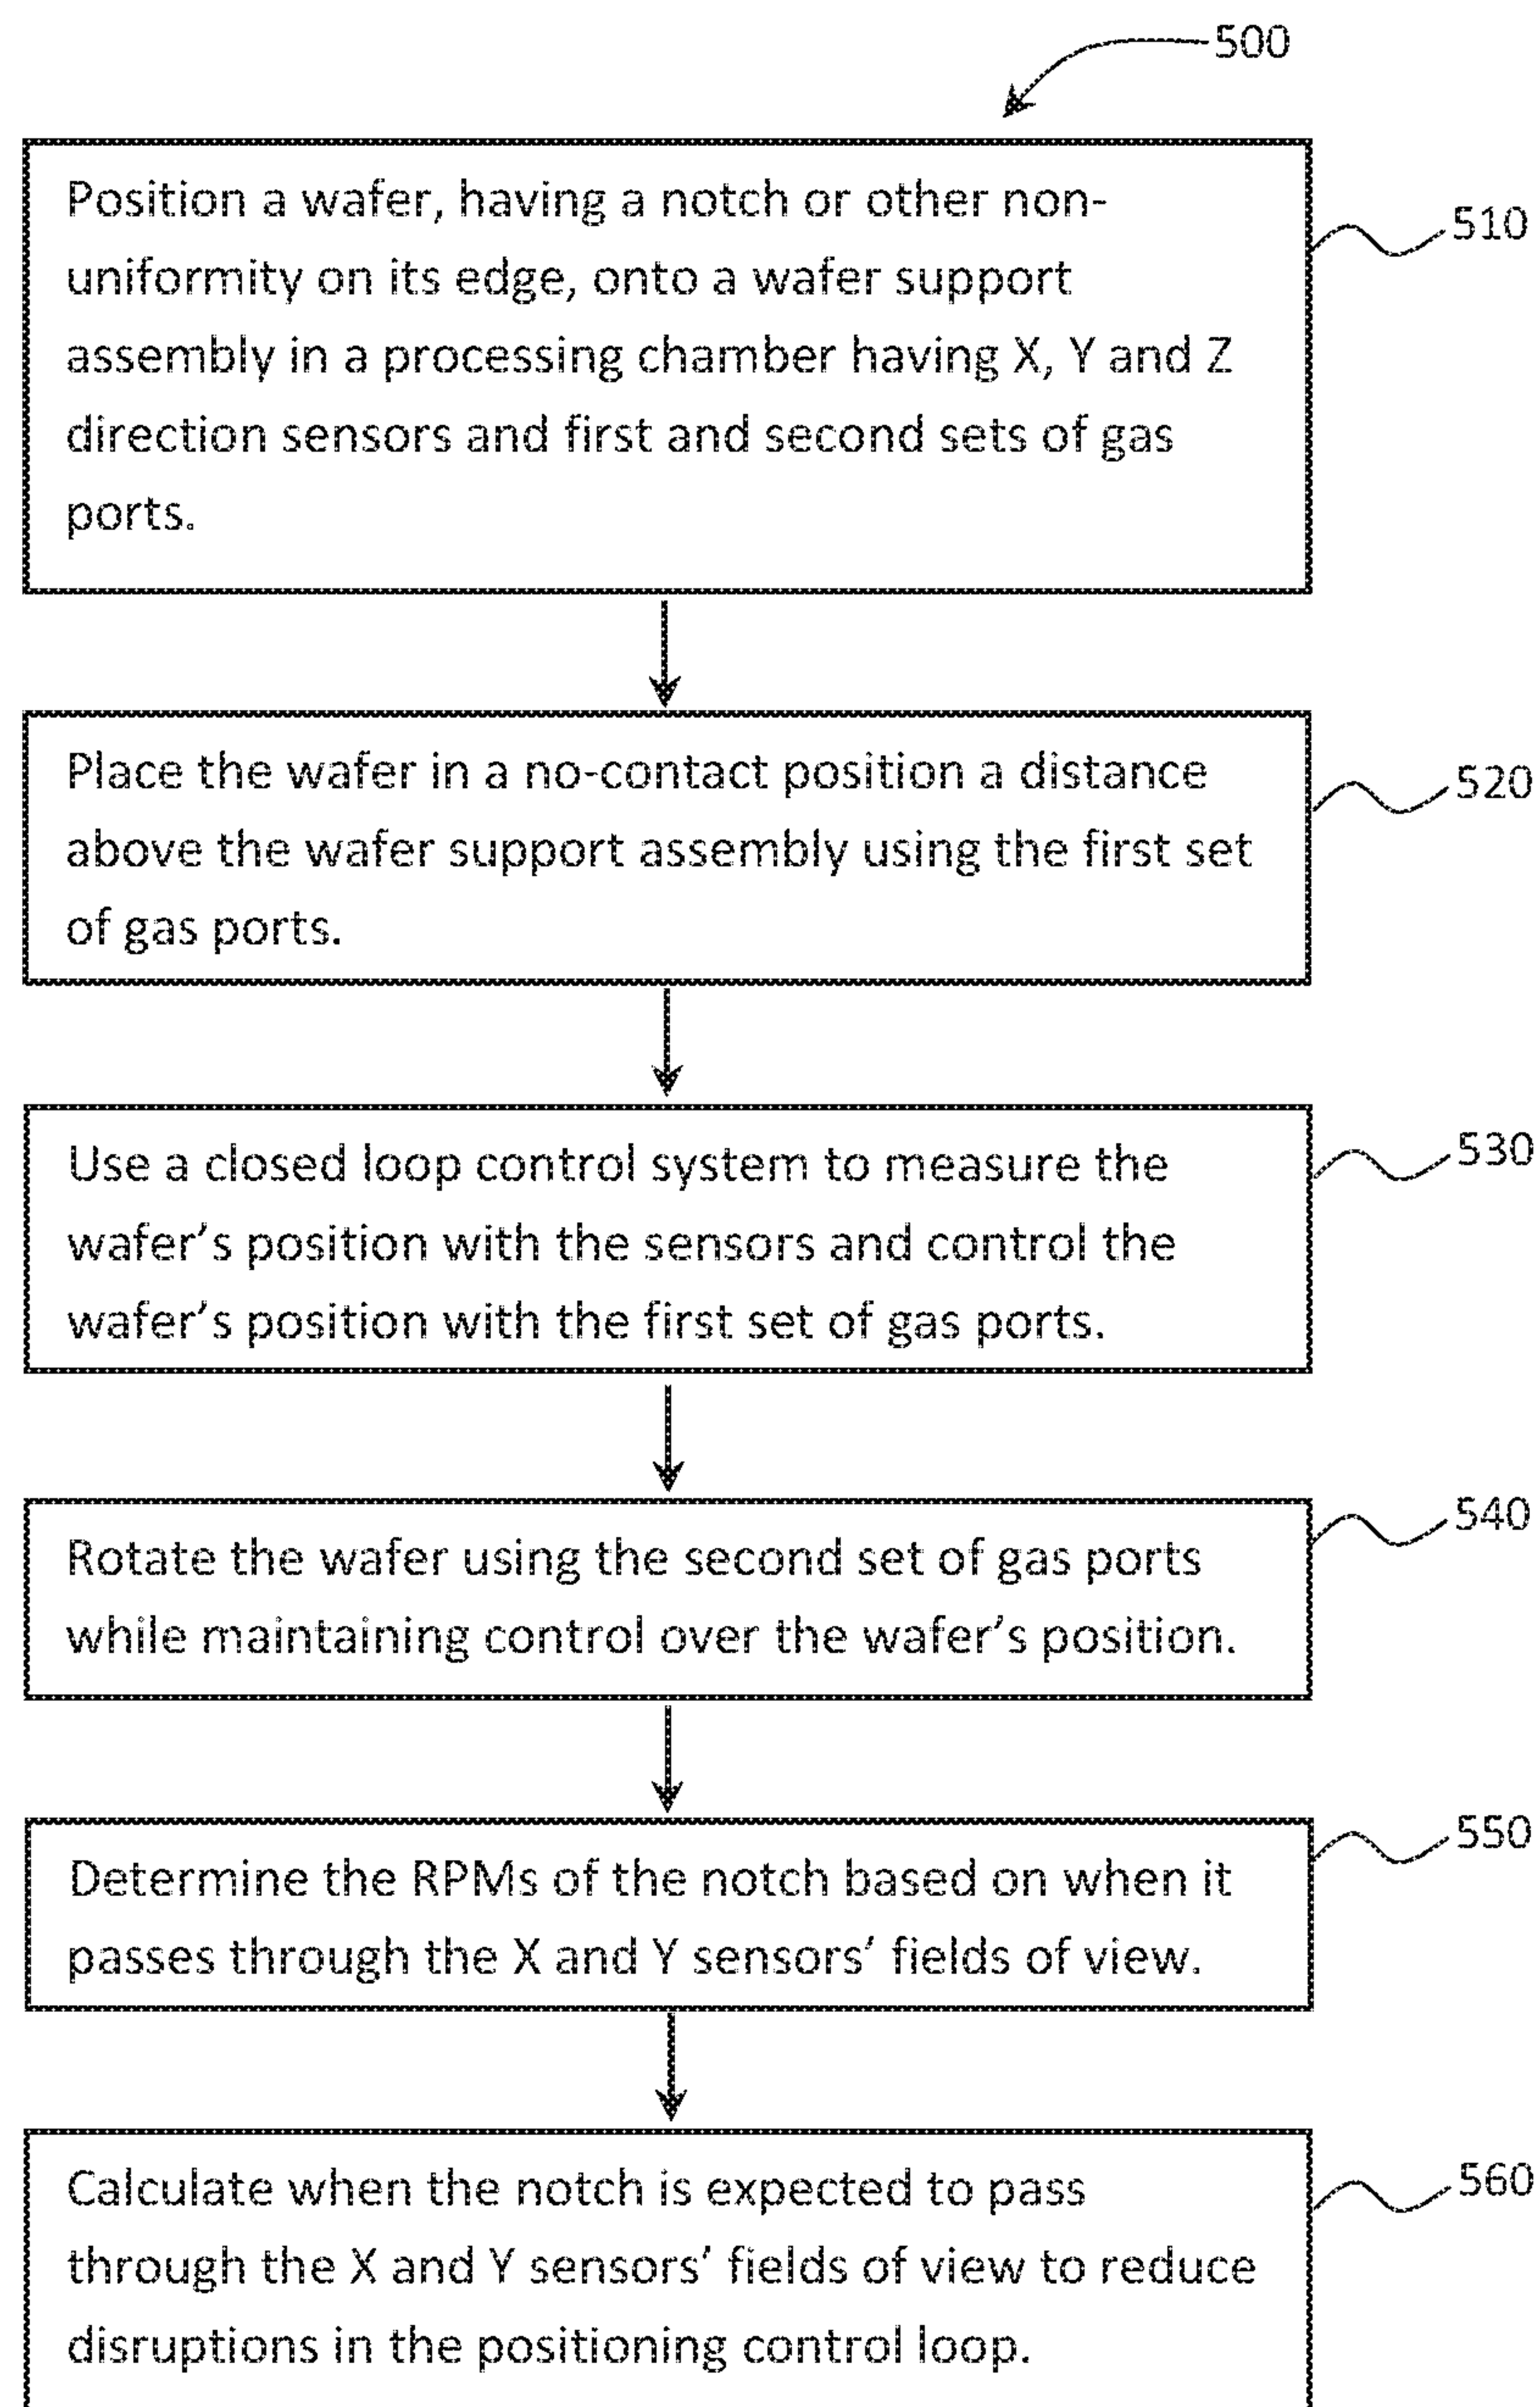 500
Position a wafer, having a notch or other non-
uniformity on its edge, onto a wafer support
assembly in a processing chamber having X, Y and Z
direction sensors and first and second sets of gas
ports.
510
Place the wafer in a no-contact position a distance
above the wafer support assembly using the first set
of gas ports.
520
Use a closed loop control system to measure the
wafer's position with the sensors and control the
wafer's position with the first set of gas ports.
530
Rotate the wafer using the second set of gas ports
while maintaining control over the wafer's position.
540
Determine the RPMs of the notch based on when it
passes through the X and Y sensors' fields of view.
550
Calculate when the notch is expected to pass
through the X and Y sensors' fields of view to reduce
disruptions in the positioning control loop.
560